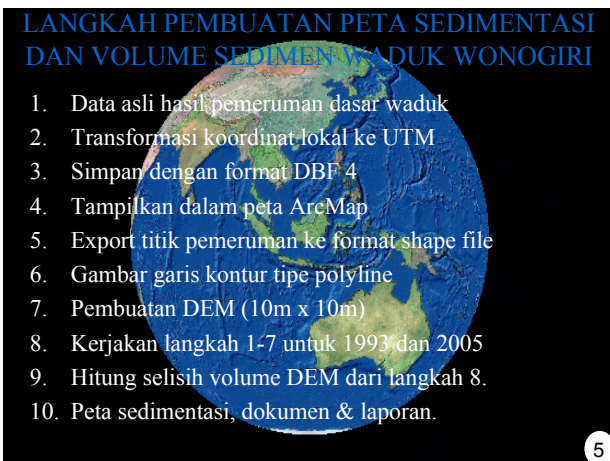 LANGKAH PEMBUATAN PETA SEDIMENTASI
DAN VOLUME SEDIMEN WADUK WONOGIRI
1. Data asli hasil pemeruman dasar waduk
2. Transformasi koordinat lokal ke UTM
3. Simpan dengan format DBF 4
4. Tampilkan dalam peta ArcMap
5. Export titik pemeruman ke format shape file
6. Gambar garis kontur tipe polyline
7. Pembuatan DEM (10m x 10m)
8. Kerjakan langkah 1-7 untuk 1993 dan 2005
9. Hitung selisih volume DEM dari langkah 8.
10. Peta sedimentasi, dokumen & laporan.
5